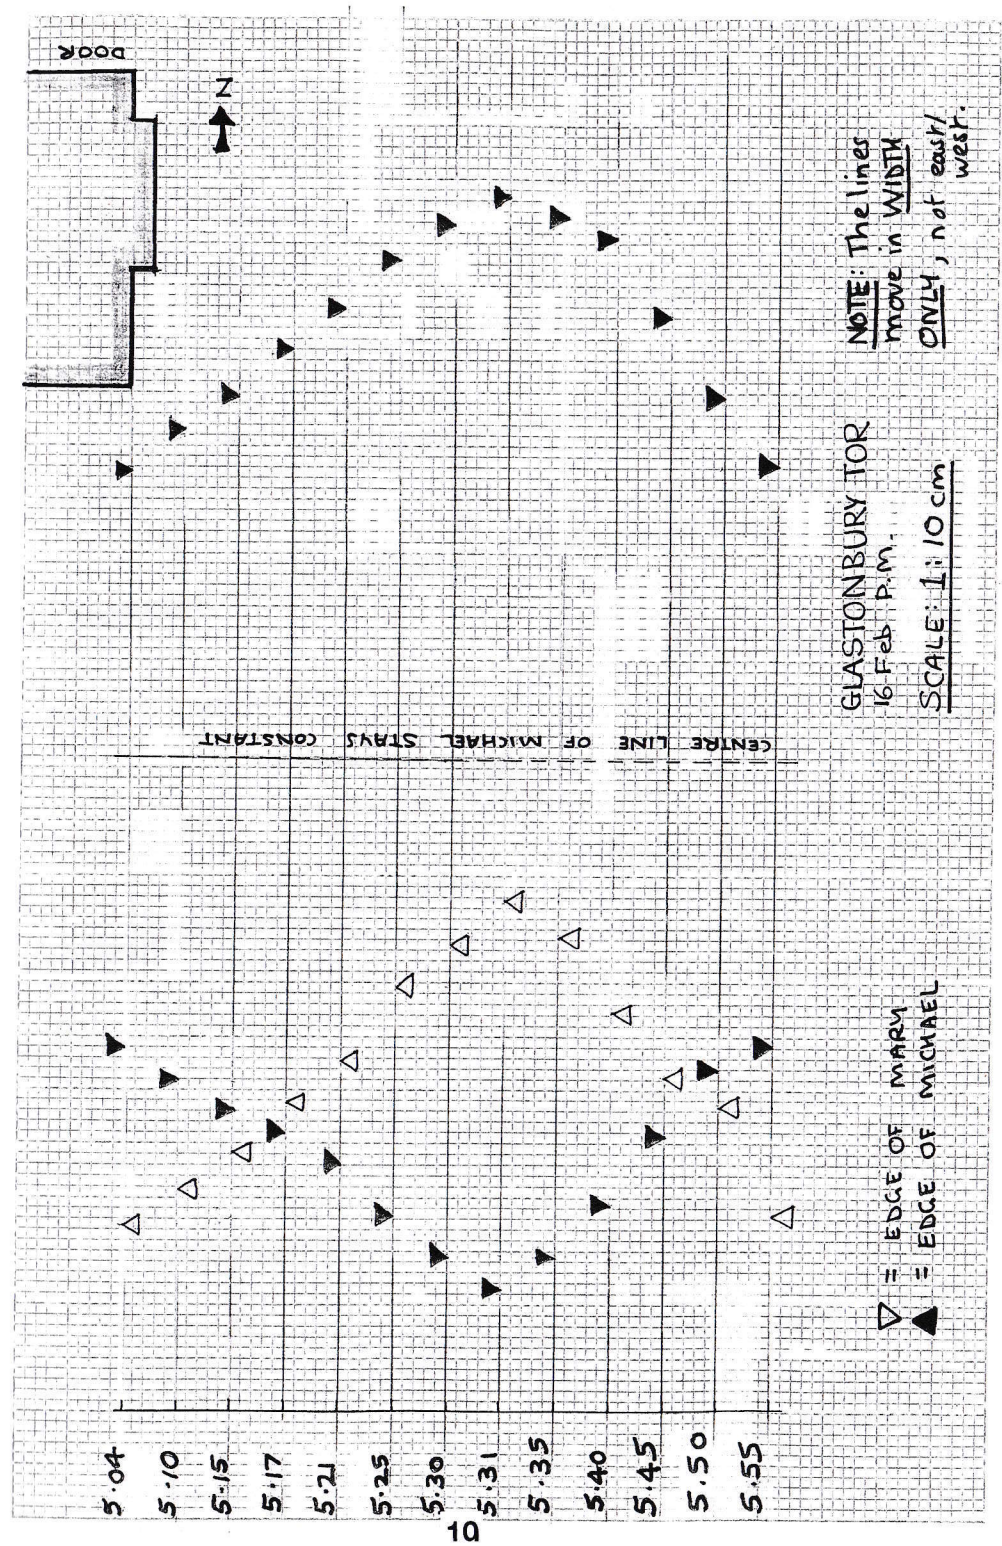 DOOR
N
CENTRE LINE OF MICHAEL STAYS CONSTANT
5.04
5.10
5.15
5.17
5.21
5.25
5.30
5.31
5.35
5.40
5.45
5.50
5.55
GLASTONBURY TOR
16 Feb p.m.
SCALE: 1:10 cm
NOTE: The lines
move in WIDTH
ONLY, not east/
west.
▽ = EDGE OF MARY
▲ = EDGE OF MICHAEL
10